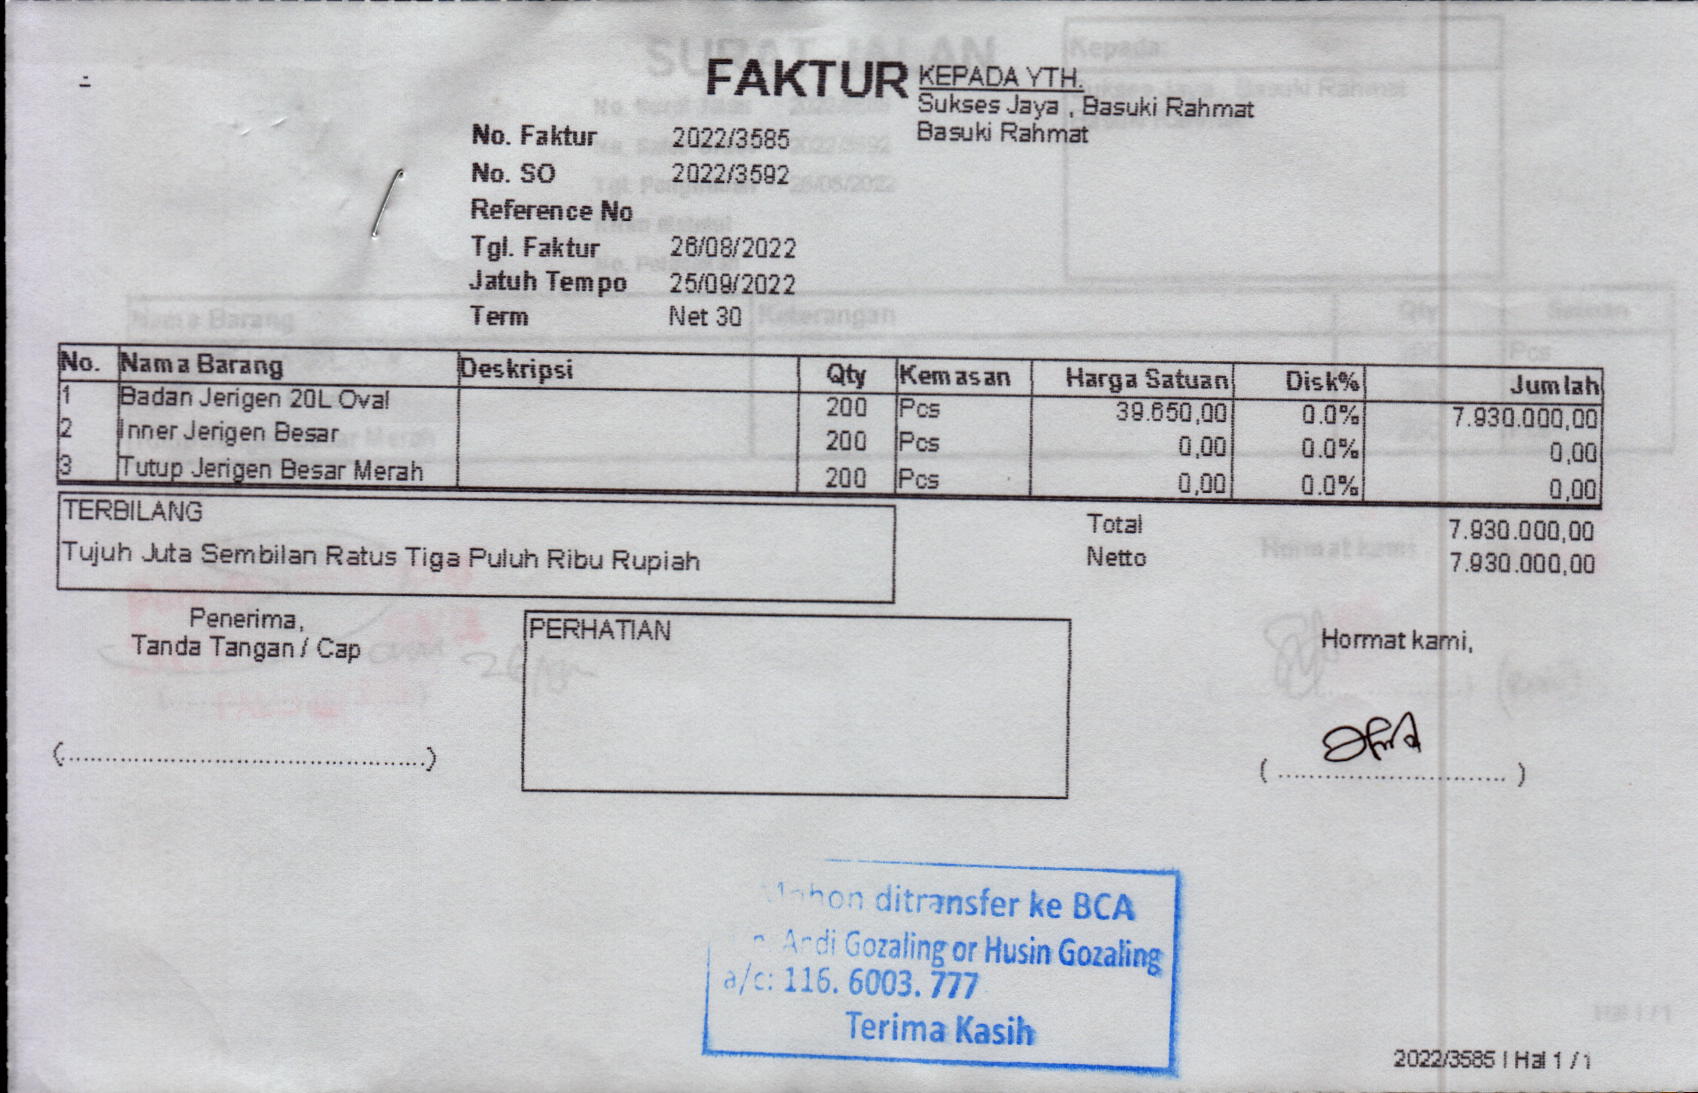 FAKTUR
KEPADA YTH.
Sukses Jaya , Basuki Rahmat
Basuki Rahmat
No. Faktur 2022/3585
No. SO 2022/3592
Reference No
Tgl. Faktur 26/08/2022
Jatuh Tempo 25/09/2022
Term Net 30
No. Nama Barang Deskripsi Qty Kemasan Harga Satuan Disk% Jumlah
1 Badan Jerigen 20L Oval 200 Pcs 39.650,00 0.0% 7.930.000,00
2 Inner Jerigen Besar 200 Pcs 0,00 0.0% 0,00
3 Tutup Jerigen Besar Merah 200 Pcs 0,00 0.0% 0,00
TERBILANG
Tujuh Juta Sembilan Ratus Tiga Puluh Ribu Rupiah
Total 7.930.000,00
Netto 7.930.000,00
Penerima,
Tanda Tangan / Cap
(..............................................)
PERHATIAN
Hormat kami,
( ............................. )
Mohon ditransfer ke BCA
Andi Gozaling or Husin Gozaling
a/c: 116. 6003. 777
Terima Kasih
2022/3585 | Hal 1 / 1